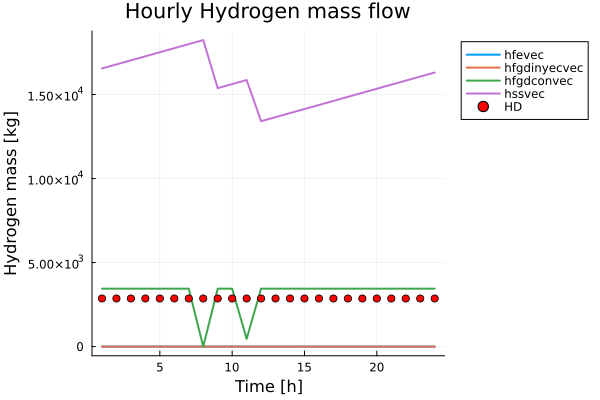 Hourly Hydrogen mass flow
Hydrogen mass [kg]
1.50×10⁴
1.00×10⁴
5.00×10³
0
5 10 15 20
Time [h]
hfevec
hfgdinyecvec
hfgdconvec
hssvec
HD